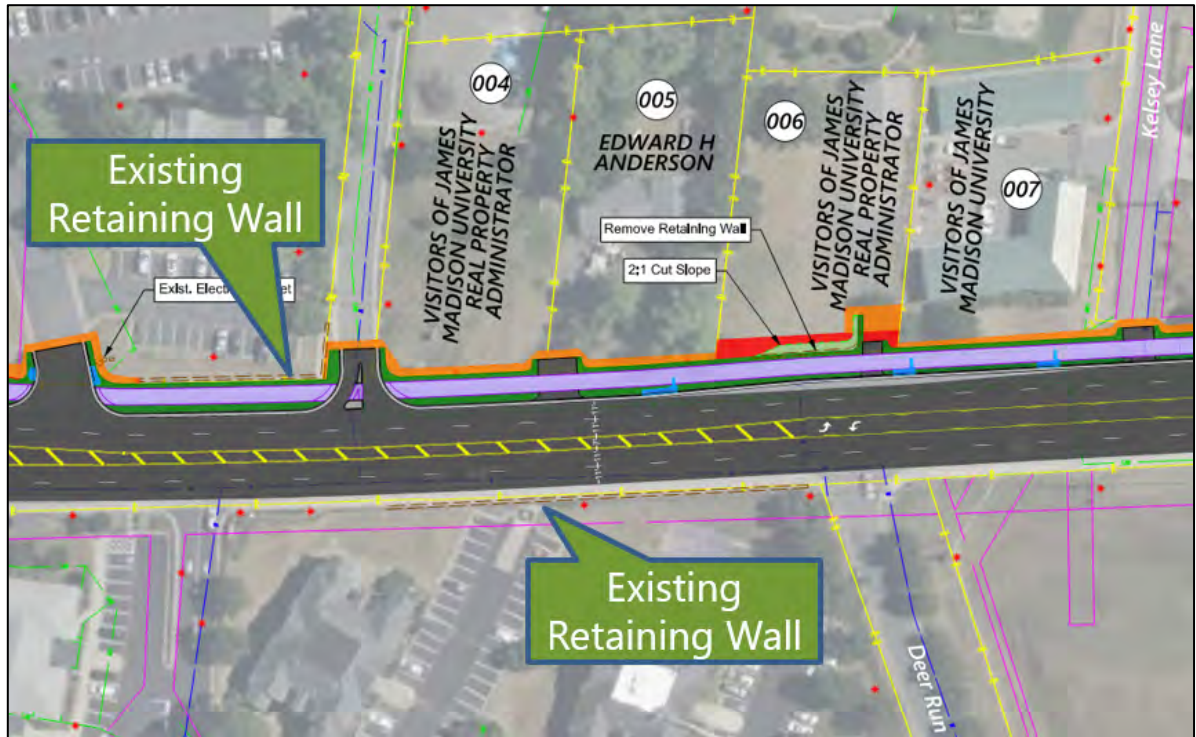 004
VISITORS OF JAMES
MADISON UNIVERSITY
REAL PROPERTY
ADMINISTRATOR
005
EDWARD H
ANDERSON
006
VISITORS OF JAMES
MADISON UNIVERSITY
REAL PROPERTY
ADMINISTRATOR
007
VISITORS OF JAMES
MADISON UNIVERSITY
Kelsey Lane
Existing
Retaining Wall
Remove Retaining Wall
2:1 Cut Slope
Exist.
Existing
Retaining Wall
Deer Run